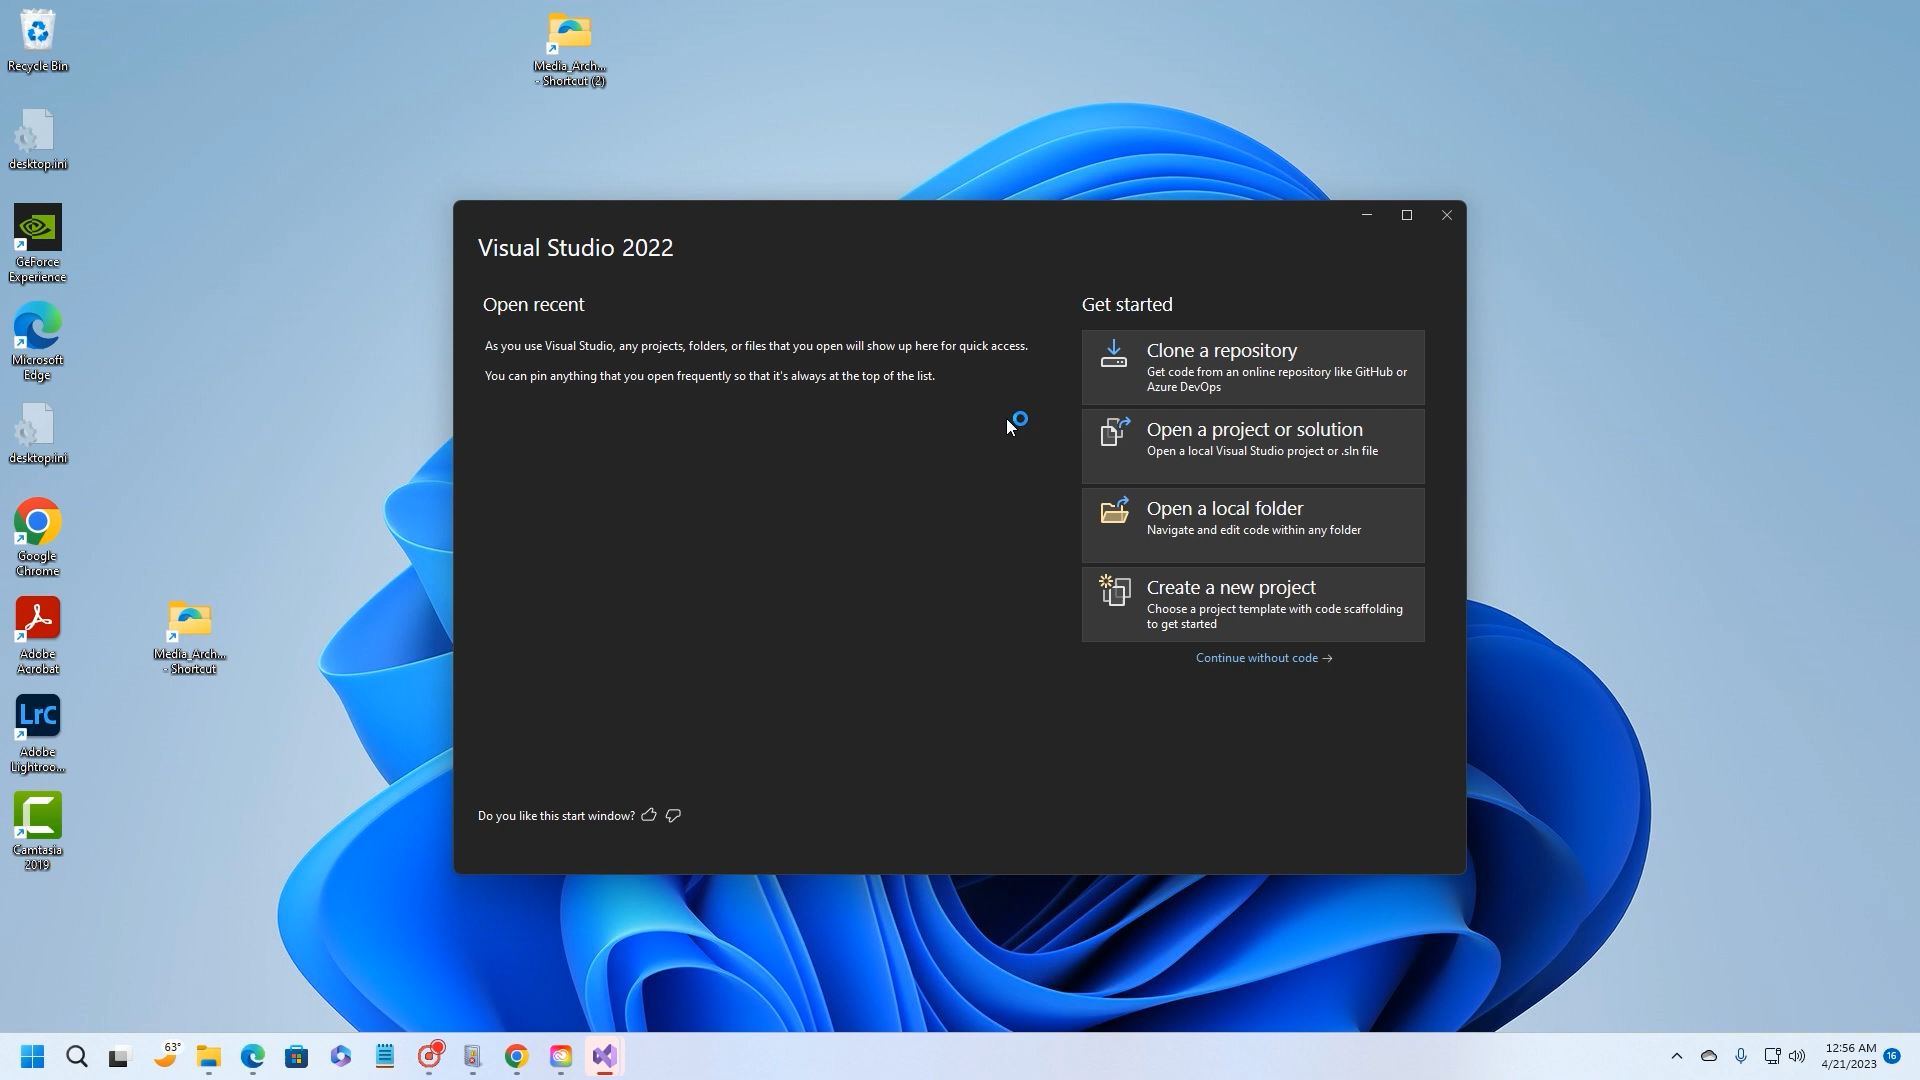 Recycle Bin
Media_Arch...
- Shortcut (2)
desktop.ini
GeForce
Experience
Microsoft
Edge
desktop.ini
Google
Chrome
Adobe
Acrobat
Media_Arch...
- Shortcut
LrC
Adobe
Lightroo...
Camtasia
2019
Visual Studio 2022
Open recent
As you use Visual Studio, any projects, folders, or files that you open will show up here for quick access.
You can pin anything that you open frequently so that it's always at the top of the list.
Get started
Clone a repository
Get code from an online repository like GitHub or
Azure DevOps
Open a project or solution
Open a local Visual Studio project or .sln file
Open a local folder
Navigate and edit code within any folder
Create a new project
Choose a project template with code scaffolding
to get started
Continue without code →
Do you like this start window?
63°
12:56 AM
4/21/2023
16